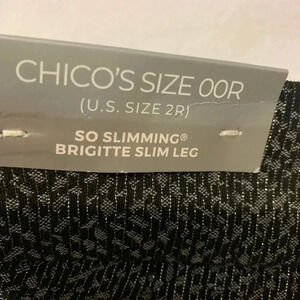 CHICO'S SIZE 00R
(U.S. SIZE 2R)
SO SLIMMING®
BRIGITTE SLIM LEG